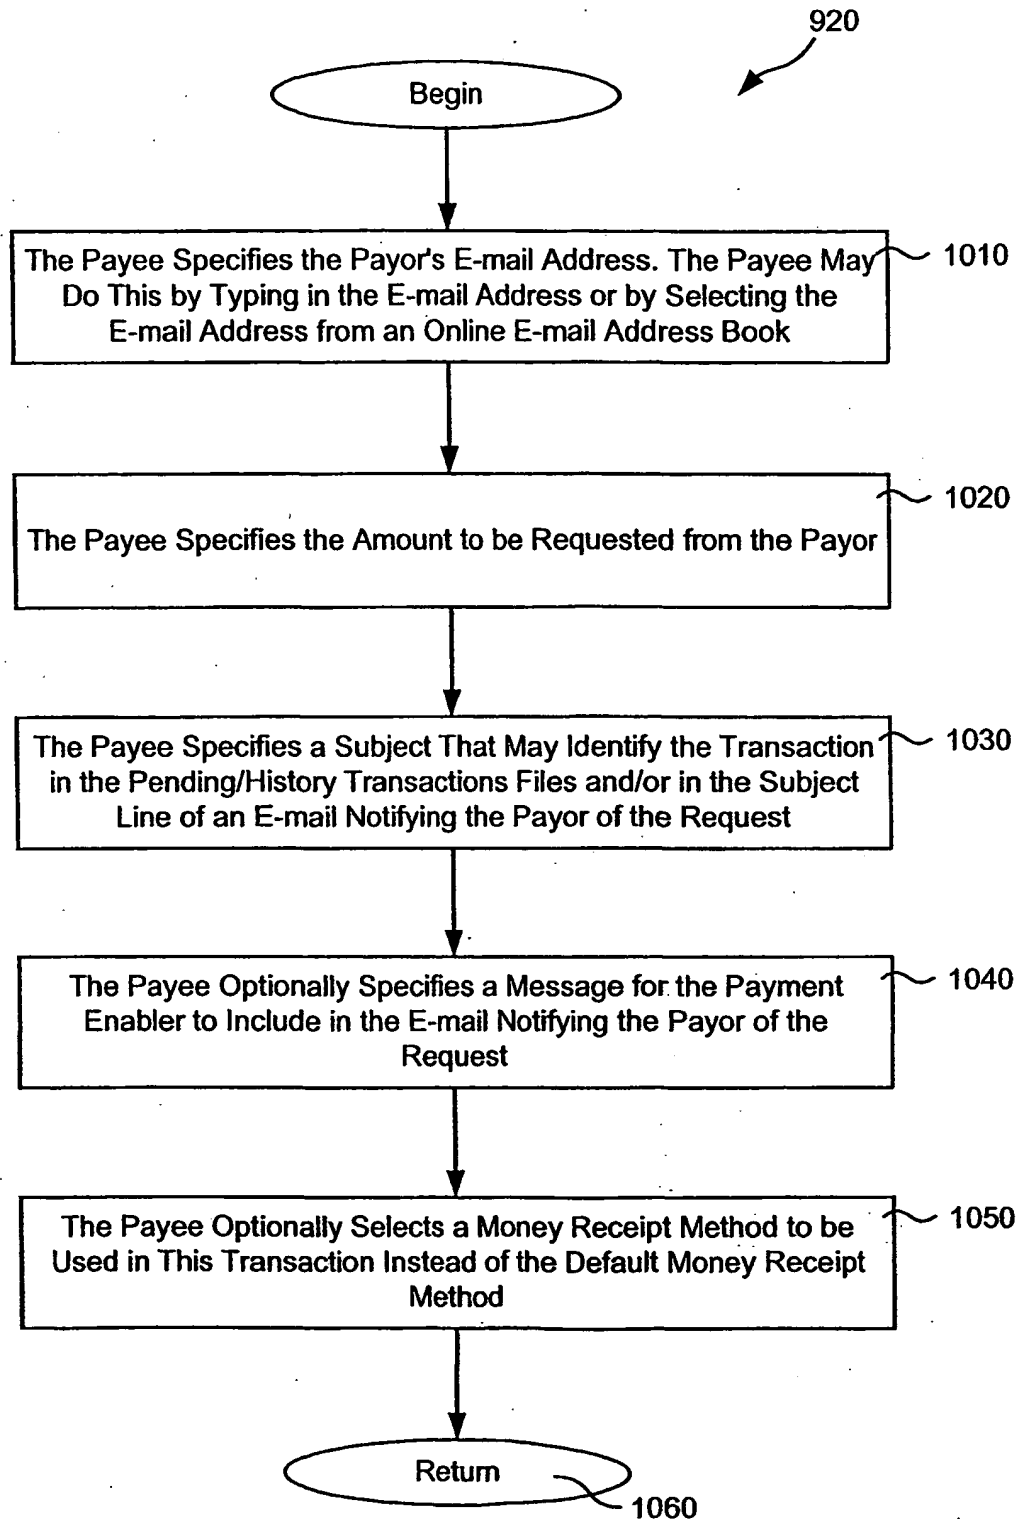 920
Begin
The Payee Specifies the Payor's E-mail Address. The Payee May
Do This by Typing in the E-mail Address or by Selecting the
E-mail Address from an Online E-mail Address Book
1010
The Payee Specifies the Amount to be Requested from the Payor
1020
The Payee Specifies a Subject That May Identify the Transaction
in the Pending/History Transactions Files and/or in the Subject
Line of an E-mail Notifying the Payor of the Request
1030
The Payee Optionally Specifies a Message for the Payment
Enabler to Include in the E-mail Notifying the Payor of the
Request
1040
The Payee Optionally Selects a Money Receipt Method to be
Used in This Transaction Instead of the Default Money Receipt
Method
1050
Return
1060